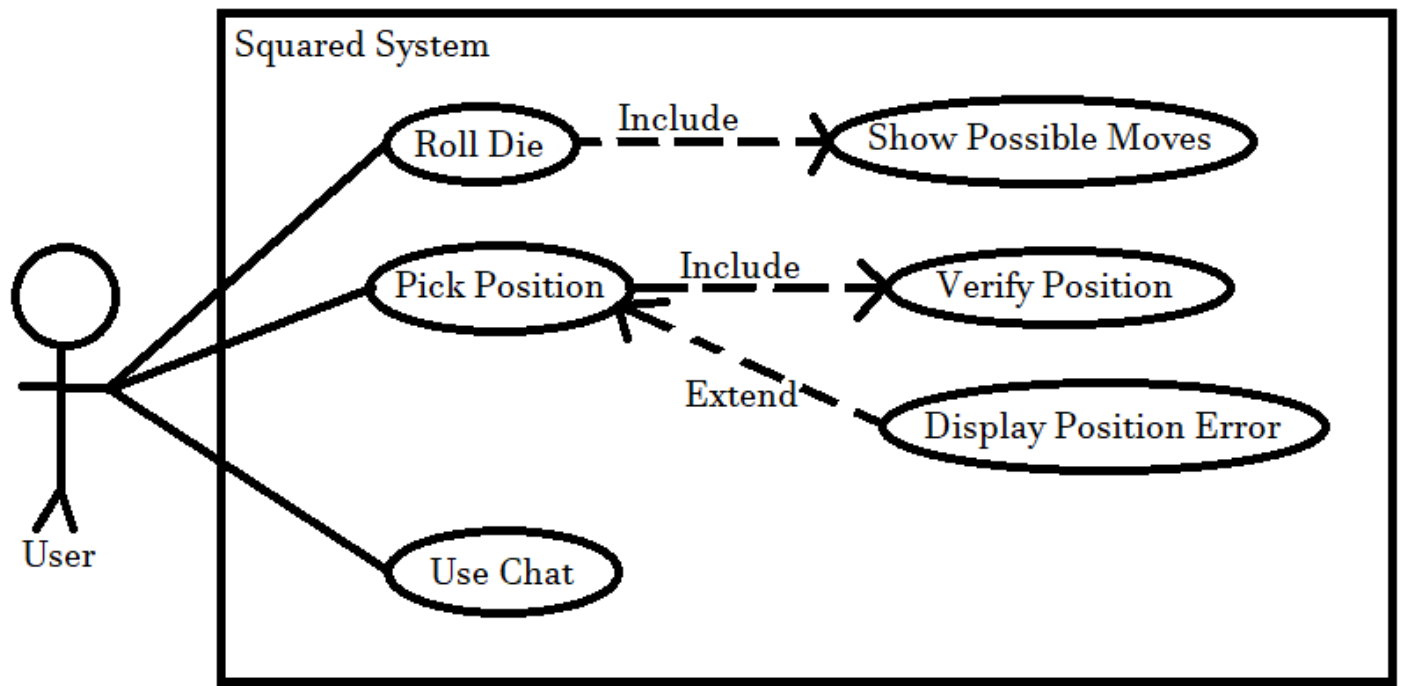 Squared System
Roll Die
Include
Show Possible Moves
Pick Position
Include
Verify Position
Extend
Display Position Error
User
Use Chat